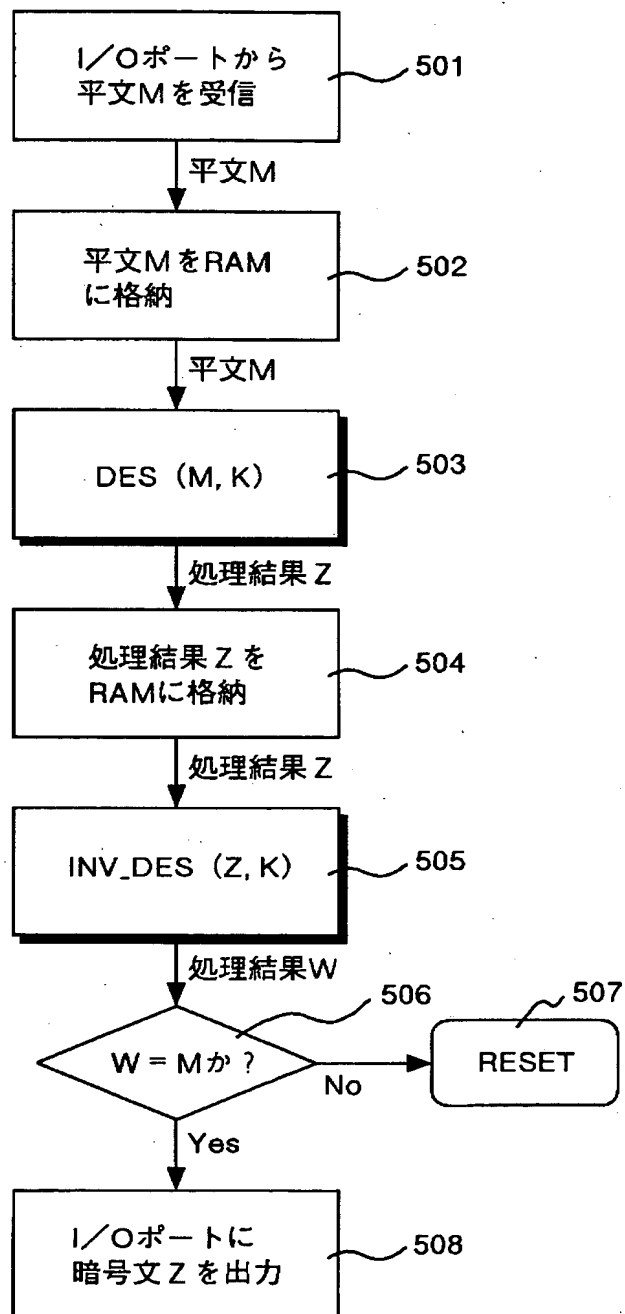 I／Oポートから
平文Mを受信
501
平文M
平文MをRAM
に格納
502
平文M
DES（M, K）
503
処理結果Z
処理結果Zを
RAMに格納
504
処理結果Z
INV_DES（Z, K）
505
処理結果W
506
507
W = Mか？
No
RESET
Yes
I／Oポートに
暗号文Zを出力
508